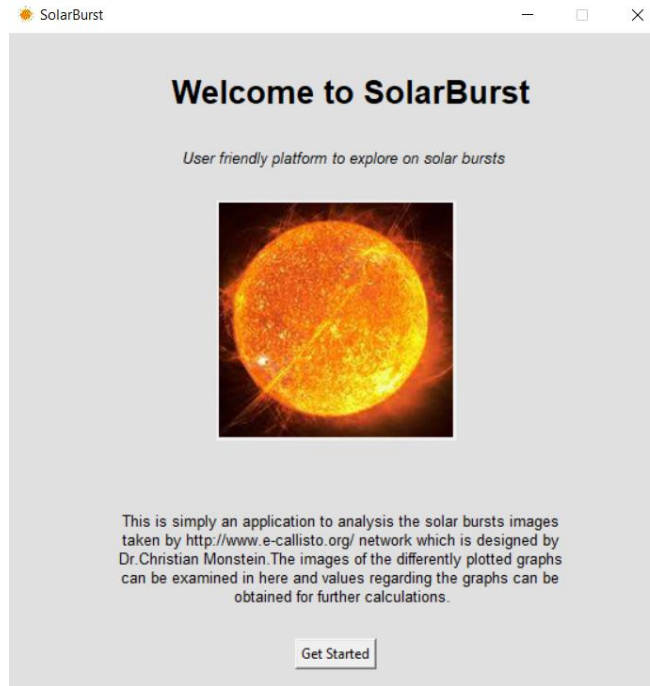 SolarBurst
Welcome to SolarBurst
User friendly platform to explore on solar bursts
This is simply an application to analysis the solar bursts images
taken by http://www.e-callisto.org/ network which is designed by
Dr.Christian Monstein.The images of the differently plotted graphs
can be examined in here and values regarding the graphs can be
obtained for further calculations.
Get Started